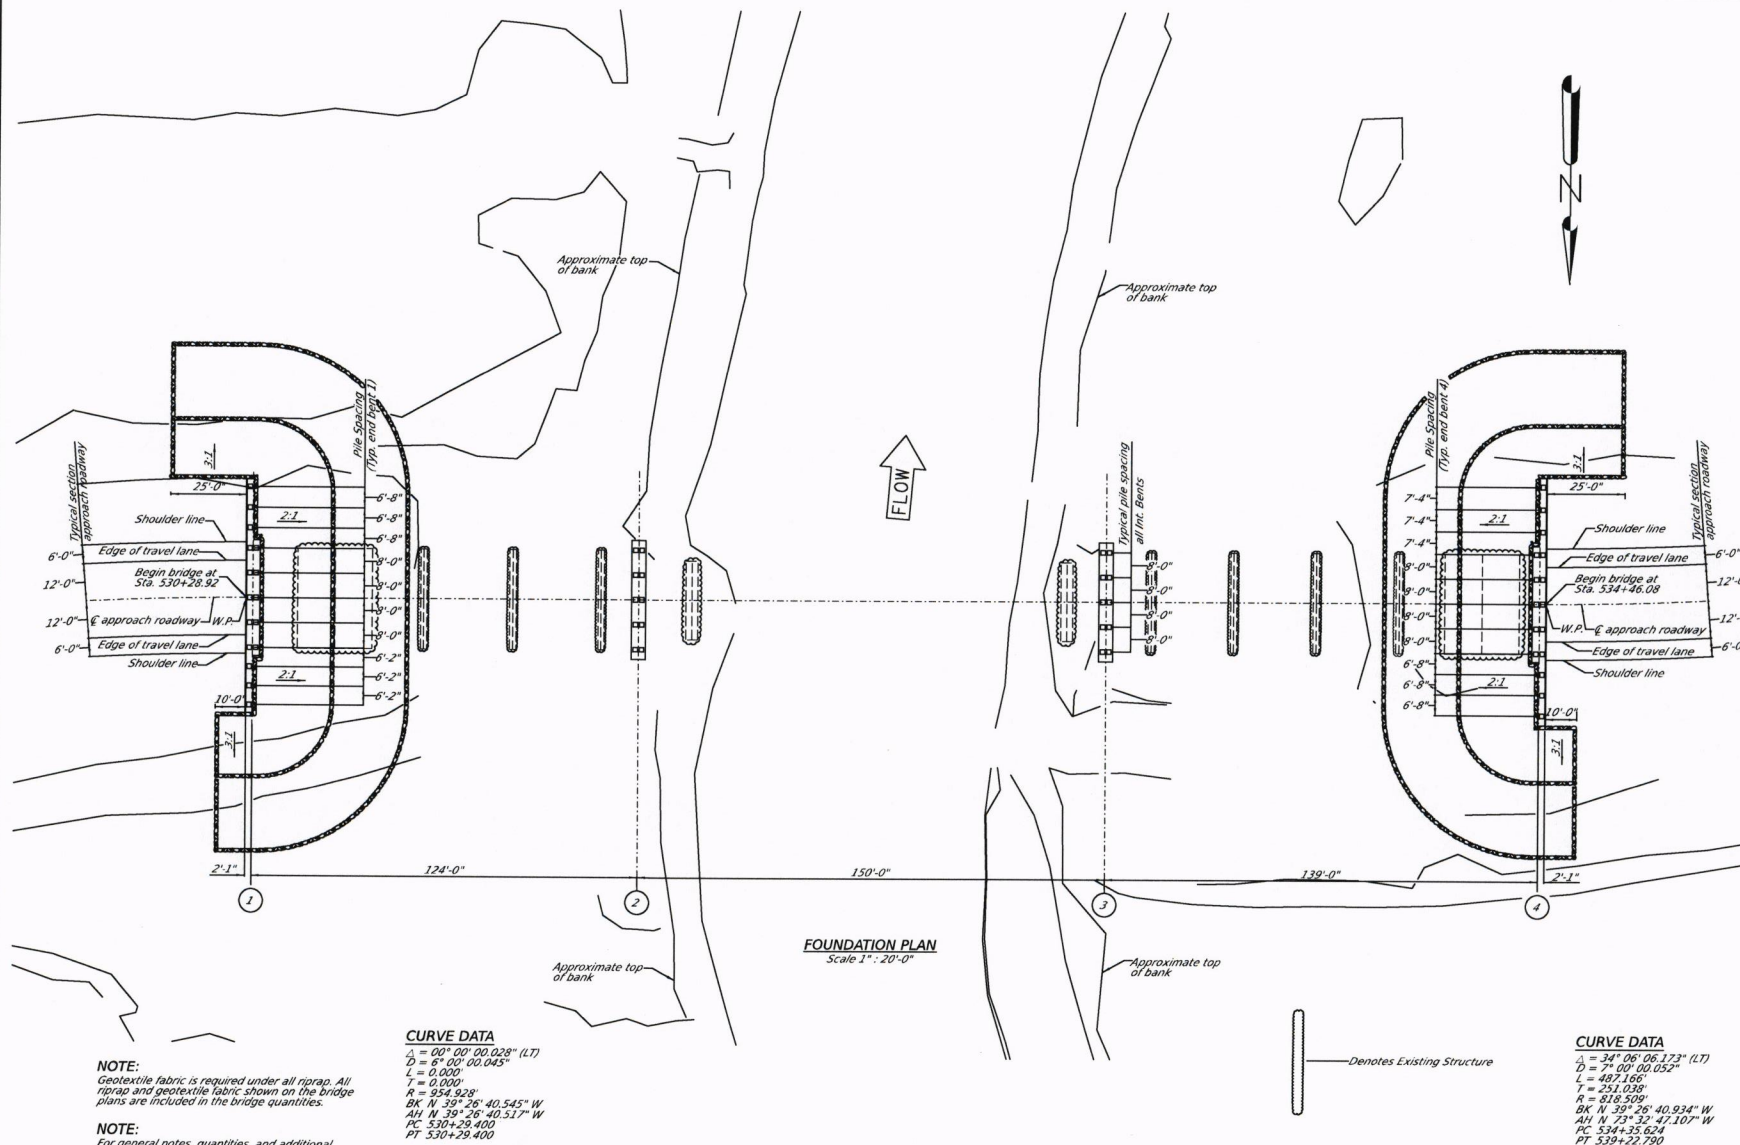 N
Approximate top
of bank
Approximate top
of bank
FLOW
Pile Spacing
(Typ. end bent 1)
Typical pile spacing
all Int. Bents
Pile Spacing
(Typ. end bent 4)
Typical section
approach roadway
3:1
25'-0"
2:1
Shoulder line
6'-0"
Edge of travel lane
12'-0"
Begin bridge at
Sta. 530+28.92
12'-0"
℄ approach roadway
W.P.
6'-0"
Edge of travel lane
Shoulder line
2:1
10'-0"
3:1
6'-8"
6'-8"
6'-8"
8'-0"
8'-0"
8'-0"
8'-0"
6'-2"
6'-2"
6'-2"
8'-0"
8'-0"
8'-0"
8'-0"
7'-4"
7'-4"
7'-4"
8'-0"
8'-0"
8'-0"
8'-0"
6'-8"
6'-8"
6'-8"
3:1
25'-0"
2:1
Typical section
approach roadway
Shoulder line
Edge of travel lane
6'-0"
Begin bridge at
Sta. 534+46.08
W.P.
℄ approach roadway
Edge of travel lane
Shoulder line
2:1
10'-0"
3:1
2'-1"
124'-0"
150'-0"
139'-0"
2'-1"
1
2
3
4
FOUNDATION PLAN
Scale 1" : 20'-0"
Approximate top
of bank
Approximate top
of bank
Denotes Existing Structure
NOTE:
Geotextile fabric is required under all riprap. All
riprap and geotextile fabric shown on the bridge
plans are included in the bridge quantities.
NOTE:
For general notes, quantities, and additional
CURVE DATA
△ = 00° 00' 00.028" (LT)
D = 6° 00' 00.045"
L = 0.000'
T = 0.000'
R = 954.928'
BK N 39° 26' 40.545" W
AH N 39° 26' 40.517" W
PC 530+29.400
PT 530+29.400
CURVE DATA
△ = 34° 06' 06.173" (LT)
D = 7° 00' 00.052"
L = 487.166'
T = 251.038'
R = 818.509'
BK N 39° 26' 40.934" W
AH N 73° 32' 47.107" W
PC 534+35.624
PT 539+22.790